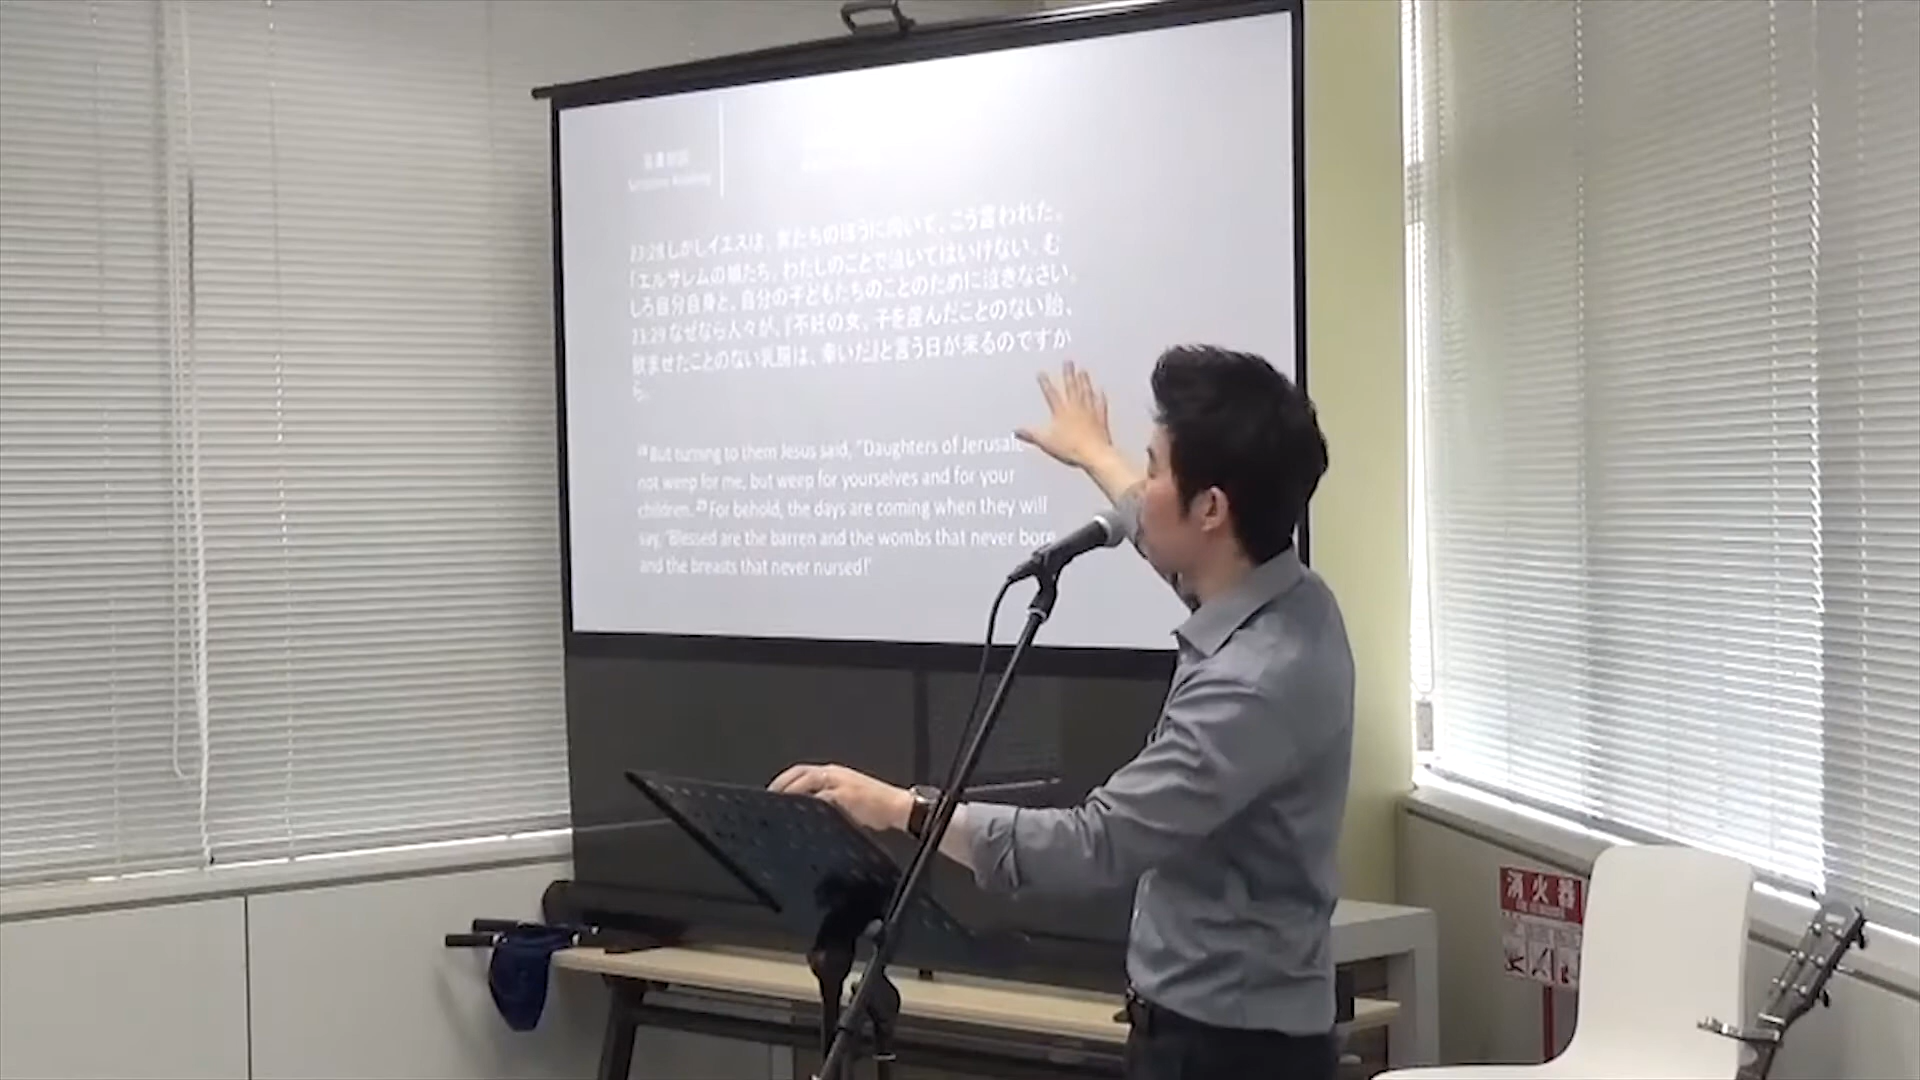 聖書朗読
Scripture Reading
23:28 しかしイエスは、女たちのほうに向いて、こう言われた。
「エルサレムの娘たち。わたしのことで泣いてはいけない。む
しろ自分自身と、自分の子どもたちのことのために泣きなさい。
23:29 なぜなら人々が、『不妊の女、子を産んだことのない胎、
飲ませたことのない乳房は、幸いだ』と言う日が来るのですか
ら。
28 But turning to them Jesus said, "Daughters of Jerusale
not weep for me, but weep for yourselves and for your
children. 29 For behold, the days are coming when they will
say, 'Blessed are the barren and the wombs that never bore
and the breasts that never nursed!'
消火器